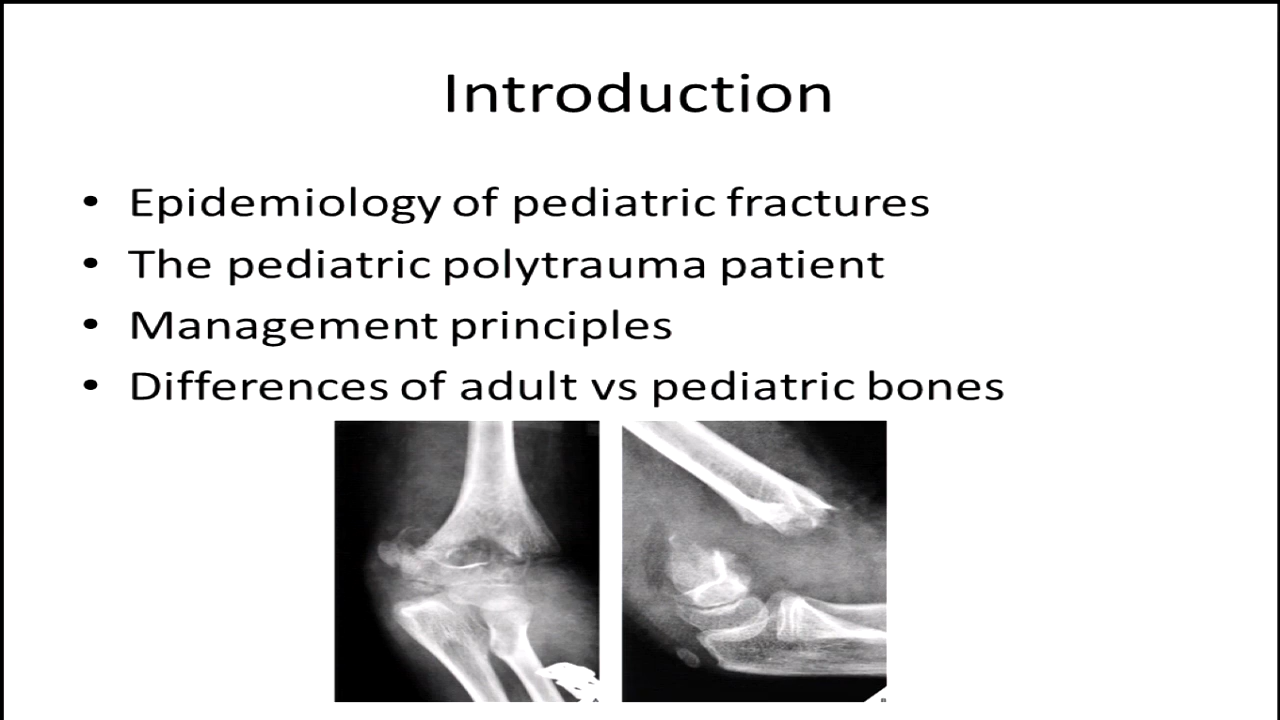 Introduction
• Epidemiology of pediatric fractures
• The pediatric polytrauma patient
• Management principles
• Differences of adult vs pediatric bones